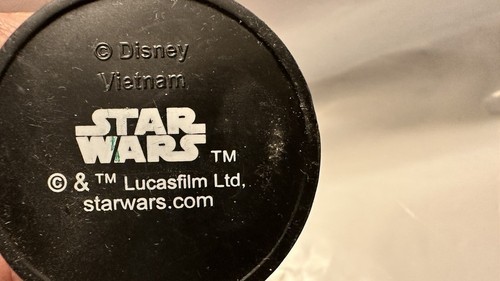 © Disney
Vietnam
STAR
WARS TM
© & ™ Lucasfilm Ltd,
starwars.com